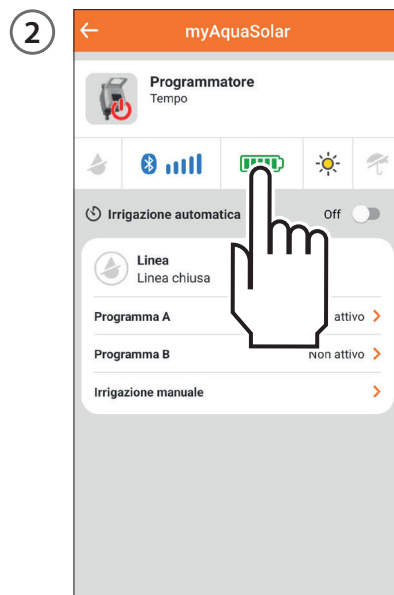 2
myAquaSolar
Programmatore
Tempo
Irrigazione automatica Off
Linea
Linea chiusa
Programma A attivo
Programma B Non attivo
Irrigazione manuale